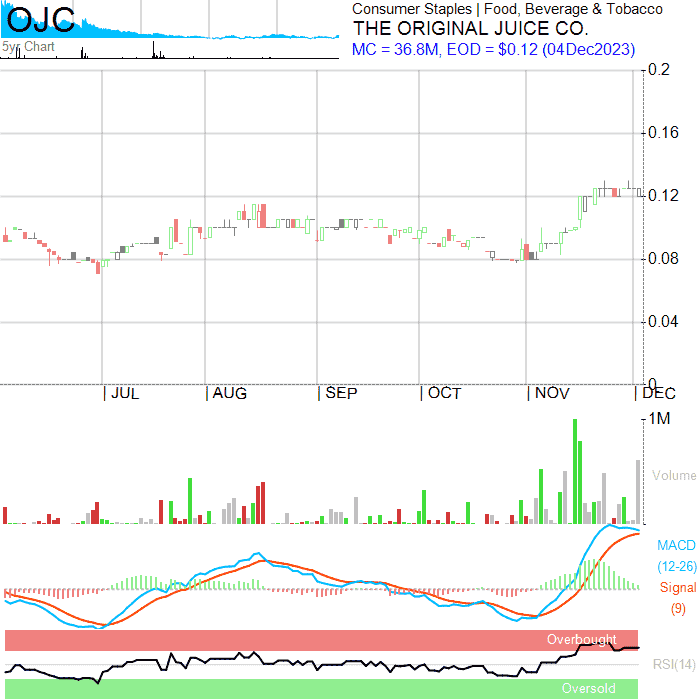 OJC
5yr Chart
Consumer Staples | Food, Beverage & Tobacco
THE ORIGINAL JUICE CO.
MC = 36.8M, EOD = $0.12 (04Dec2023)
0.2
0.16
0.12
0.08
0.04
0
JUL AUG SEP OCT NOV DEC
1M
Volume
MACD
(12-26)
Signal
(9)
Overbought
RSI(14)
Oversold